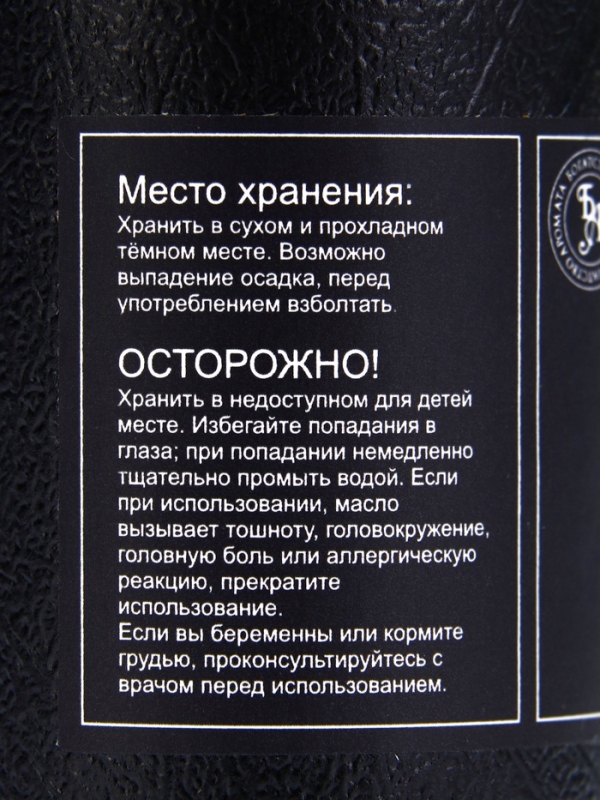 Место хранения:
Хранить в сухом и прохладном
тёмном месте. Возможно
выпадение осадка, перед
употреблением взболтать.
ОСТОРОЖНО!
Хранить в недоступном для детей
месте. Избегайте попадания в
глаза; при попадании немедленно
тщательно промыть водой. Если
при использовании, масло
вызывает тошноту, головокружение,
головную боль или аллергическую
реакцию, прекратите
использование.
Если вы беременны или кормите
грудью, проконсультируйтесь с
врачом перед использованием.
АРОМАТА